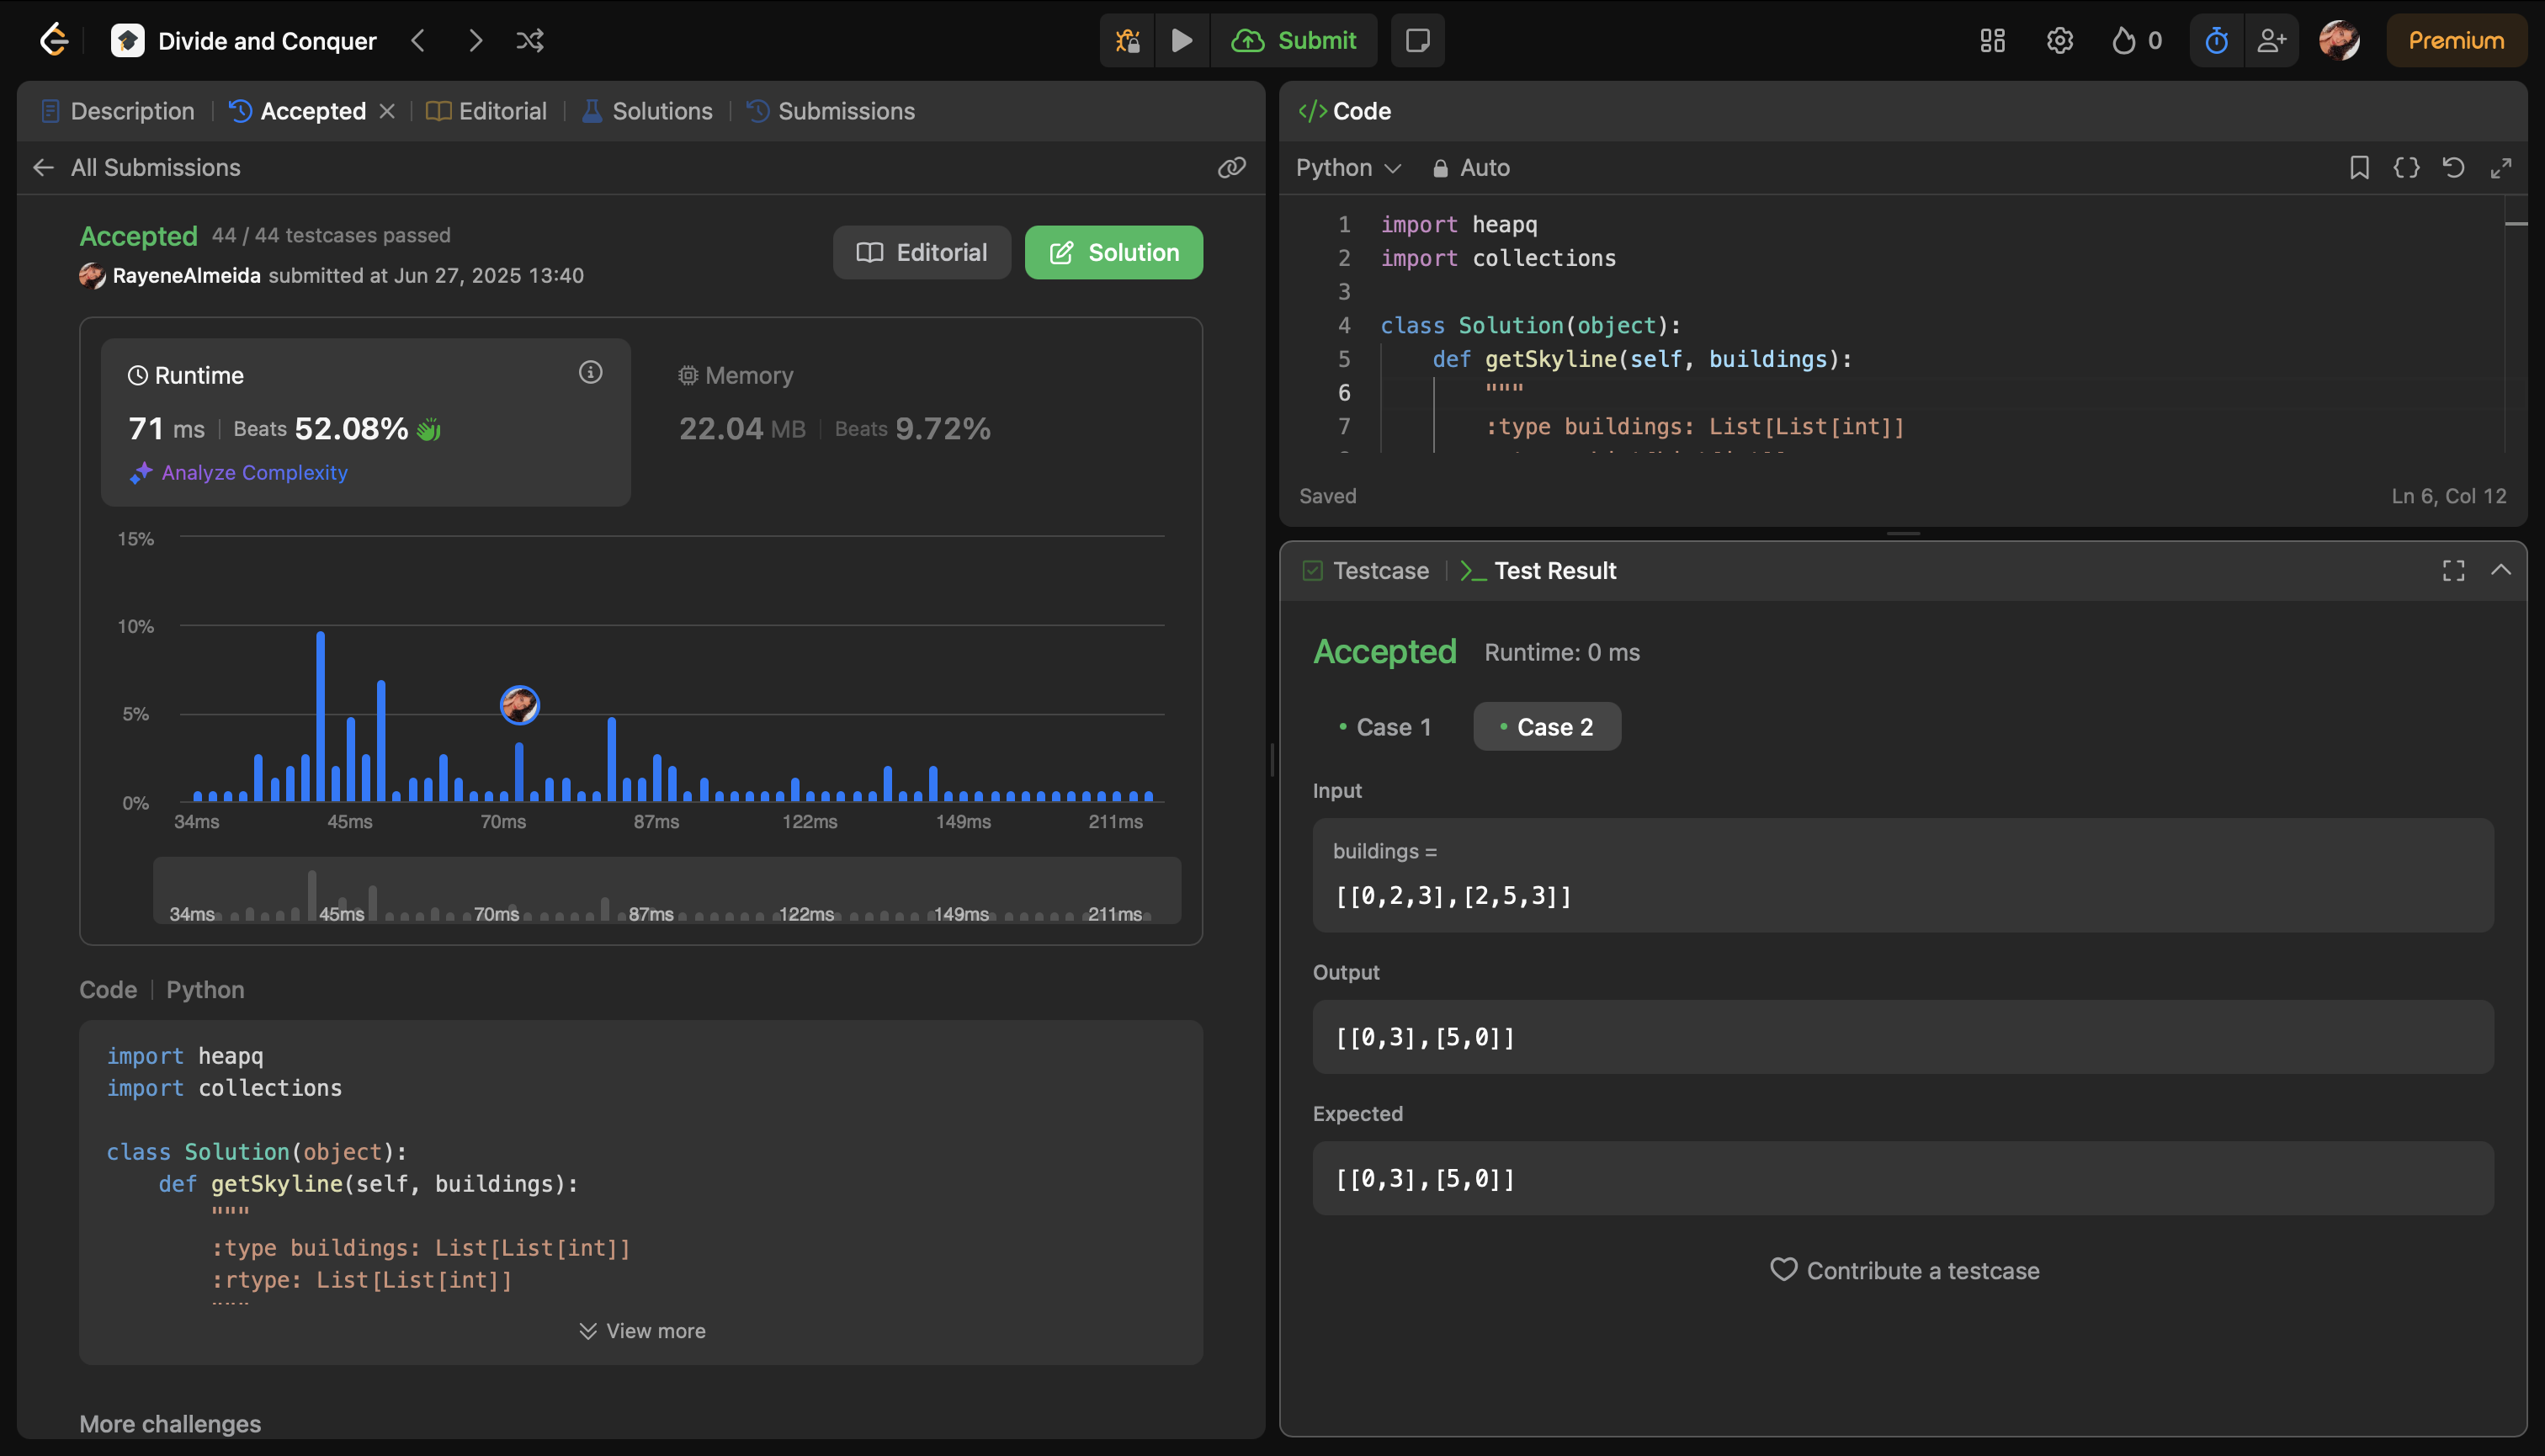 Divide and Conquer
Submit
0
Premium
Description
Accepted
Editorial
Solutions
Submissions
All Submissions
Accepted 44 / 44 testcases passed
RayeneAlmeida submitted at Jun 27, 2025 13:40
Editorial
Solution
Runtime
71 ms | Beats 52.08%
Analyze Complexity
Memory
22.04 MB | Beats 9.72%
15%
10%
5%
0%
34ms 45ms 70ms 87ms 122ms 149ms 211ms
34ms 45ms 70ms 87ms 122ms 149ms 211ms
Code | Python
import heapq
import collections
class Solution(object):
def getSkyline(self, buildings):
"""
:type buildings: List[List[int]]
:rtype: List[List[int]]
View more
More challenges
Code
Python
Auto
1 import heapq
2 import collections
3
4 class Solution(object):
5 def getSkyline(self, buildings):
6 """
7 :type buildings: List[List[int]]
Saved
Ln 6, Col 12
Testcase
Test Result
Accepted Runtime: 0 ms
Case 1
Case 2
Input
buildings =
[[0,2,3],[2,5,3]]
Output
[[0,3],[5,0]]
Expected
[[0,3],[5,0]]
Contribute a testcase